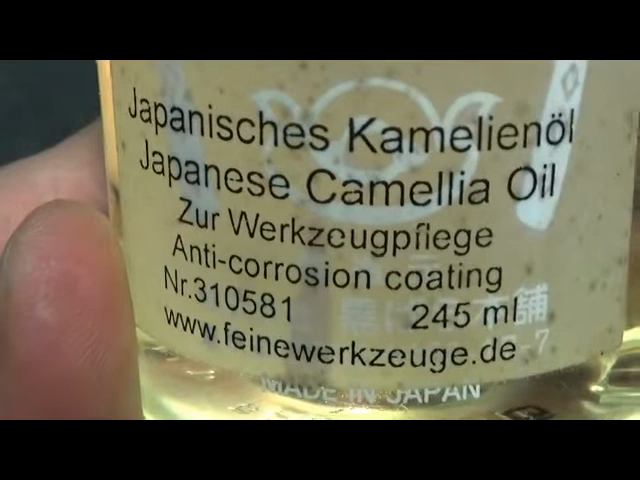 Japanisches Kamelienöl
Japanese Camellia Oil
Zur Werkzeugpflege
Anti-corrosion coating
Nr.310581 245 ml
www.feinewerkzeuge.de
MADE IN JAPAN